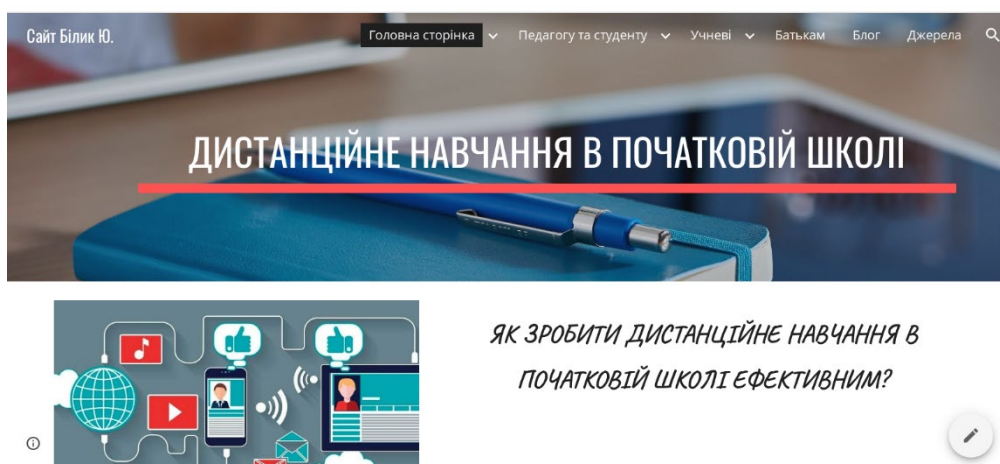 Сайт Білик Ю.
Головна сторінка Педагогу та студенту Учневі Батькам Блог Джерела
ДИСТАНЦІЙНЕ НАВЧАННЯ В ПОЧАТКОВІЙ ШКОЛІ
ЯК ЗРОБИТИ ДИСТАНЦІЙНЕ НАВЧАННЯ В
ПОЧАТКОВІЙ ШКОЛІ ЕФЕКТИВНИМ?